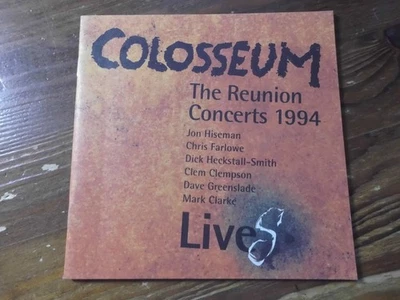 COLOSSEUM
The Reunion
Concerts 1994
Jon Hiseman
Chris Farlowe
Dick Heckstall-Smith
Clem Clempson
Dave Greenslade
Mark Clarke
LiveS